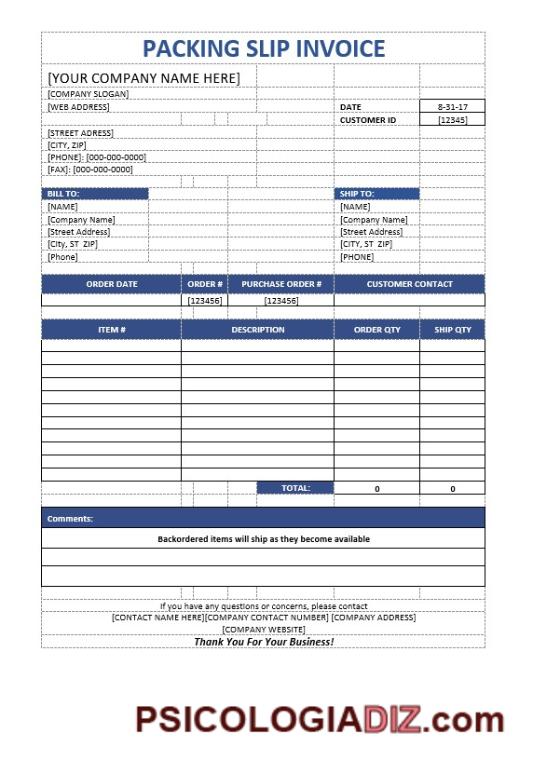 PACKING SLIP INVOICE
[YOUR COMPANY NAME HERE]
[COMPANY SLOGAN]
[WEB ADDRESS] DATE 8-31-17
CUSTOMER ID [12345]
[STREET ADRESS]
[CITY, ZIP]
[PHONE]: [000-000-0000]
[FAX]: [000-000-0000]
BILL TO: SHIP TO:
[NAME] [NAME]
[Company Name] [Company Name]
[Street Address] [Street Address]
[City, ST ZIP] [CITY, ST ZIP]
[Phone] [PHONE]
ORDER DATE ORDER # PURCHASE ORDER # CUSTOMER CONTACT
[123456] [123456]
ITEM # DESCRIPTION ORDER QTY SHIP QTY
TOTAL: 0 0
Comments:
Backordered items will ship as they become available
If you have any questions or concerns, please contact
[CONTACT NAME HERE][COMPANY CONTACT NUMBER] [COMPANY ADDRESS]
[COMPANY WEBSITE]
Thank You For Your Business!
PSICOLOGIADIZ.com